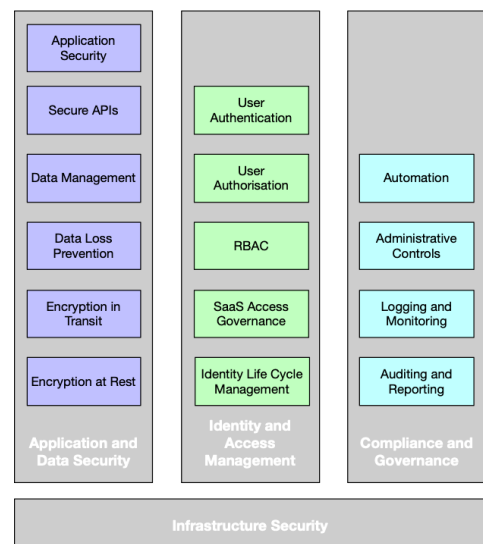 Application
Security
Secure APIs
Data Management
Data Loss
Prevention
Encryption in
Transit
Encryption at Rest
Application and
Data Security
User
Authentication
User
Authorisation
RBAC
SaaS Access
Governance
Identity Life Cycle
Management
Identity and
Access
Management
Automation
Administrative
Controls
Logging and
Monitoring
Auditing and
Reporting
Compliance and
Governance
Infrastructure Security